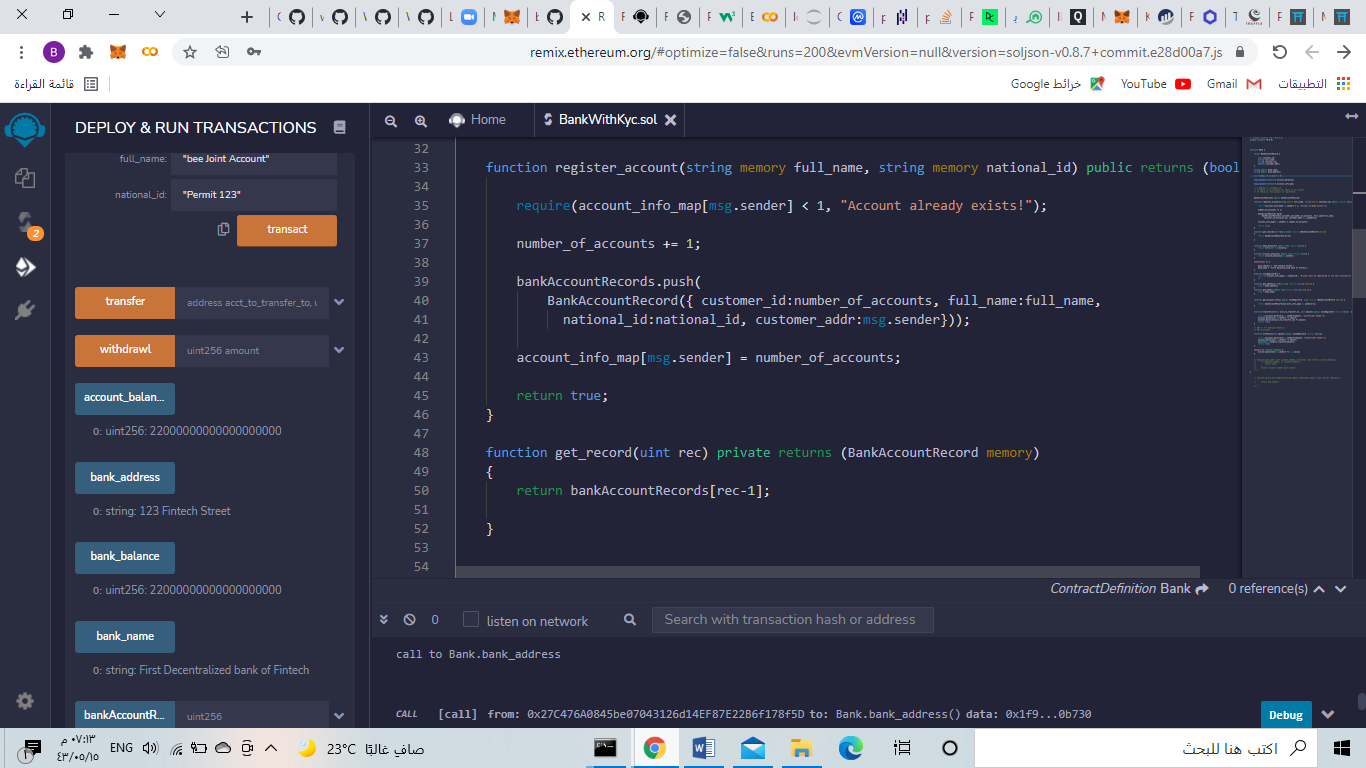 remix.ethereum.org/#optimize=false&runs=200&evmVersion=null&version=soljson-v0.8.7+commit.e28d00a7.js
قائمة القراءة
خرائط Google
YouTube
Gmail
التطبيقات
DEPLOY & RUN TRANSACTIONS
full_name: "bee Joint Account"
national_id: "Permit 123"
transact
transfer address acct_to_transfer_to, u
withdrawl uint256 amount
account_balan...
0: uint256: 22000000000000000000
bank_address
0: string: 123 Fintech Street
bank_balance
0: uint256: 22000000000000000000
bank_name
0: string: First Decentralized bank of Fintech
bankAccountR... uint256
2
Home
BankWithKyc.sol
32
33 function register_account(string memory full_name, string memory national_id) public returns (bool
34
35 require(account_info_map[msg.sender] < 1, "Account already exists!");
36
37 number_of_accounts += 1;
38
39 bankAccountRecords.push(
40 BankAccountRecord({ customer_id:number_of_accounts, full_name:full_name,
41 national_id:national_id, customer_addr:msg.sender}));
42
43 account_info_map[msg.sender] = number_of_accounts;
44
45 return true;
46 }
47
48 function get_record(uint rec) private returns (BankAccountRecord memory)
49 {
50 return bankAccountRecords[rec-1];
51
52 }
53
54
ContractDefinition Bank 0 reference(s)
0 listen on network Search with transaction hash or address
call to Bank.bank_address
CALL [call] from: 0x27C476A0845be07043126d14EF87E22B6f178f5D to: Bank.bank_address() data: 0x1f9...0b730
Debug
٠٧:١٣ م
٤٣/٠٥/١٥
ENG
23°C صافٍ غالبًا
اكتب هنا للبحث